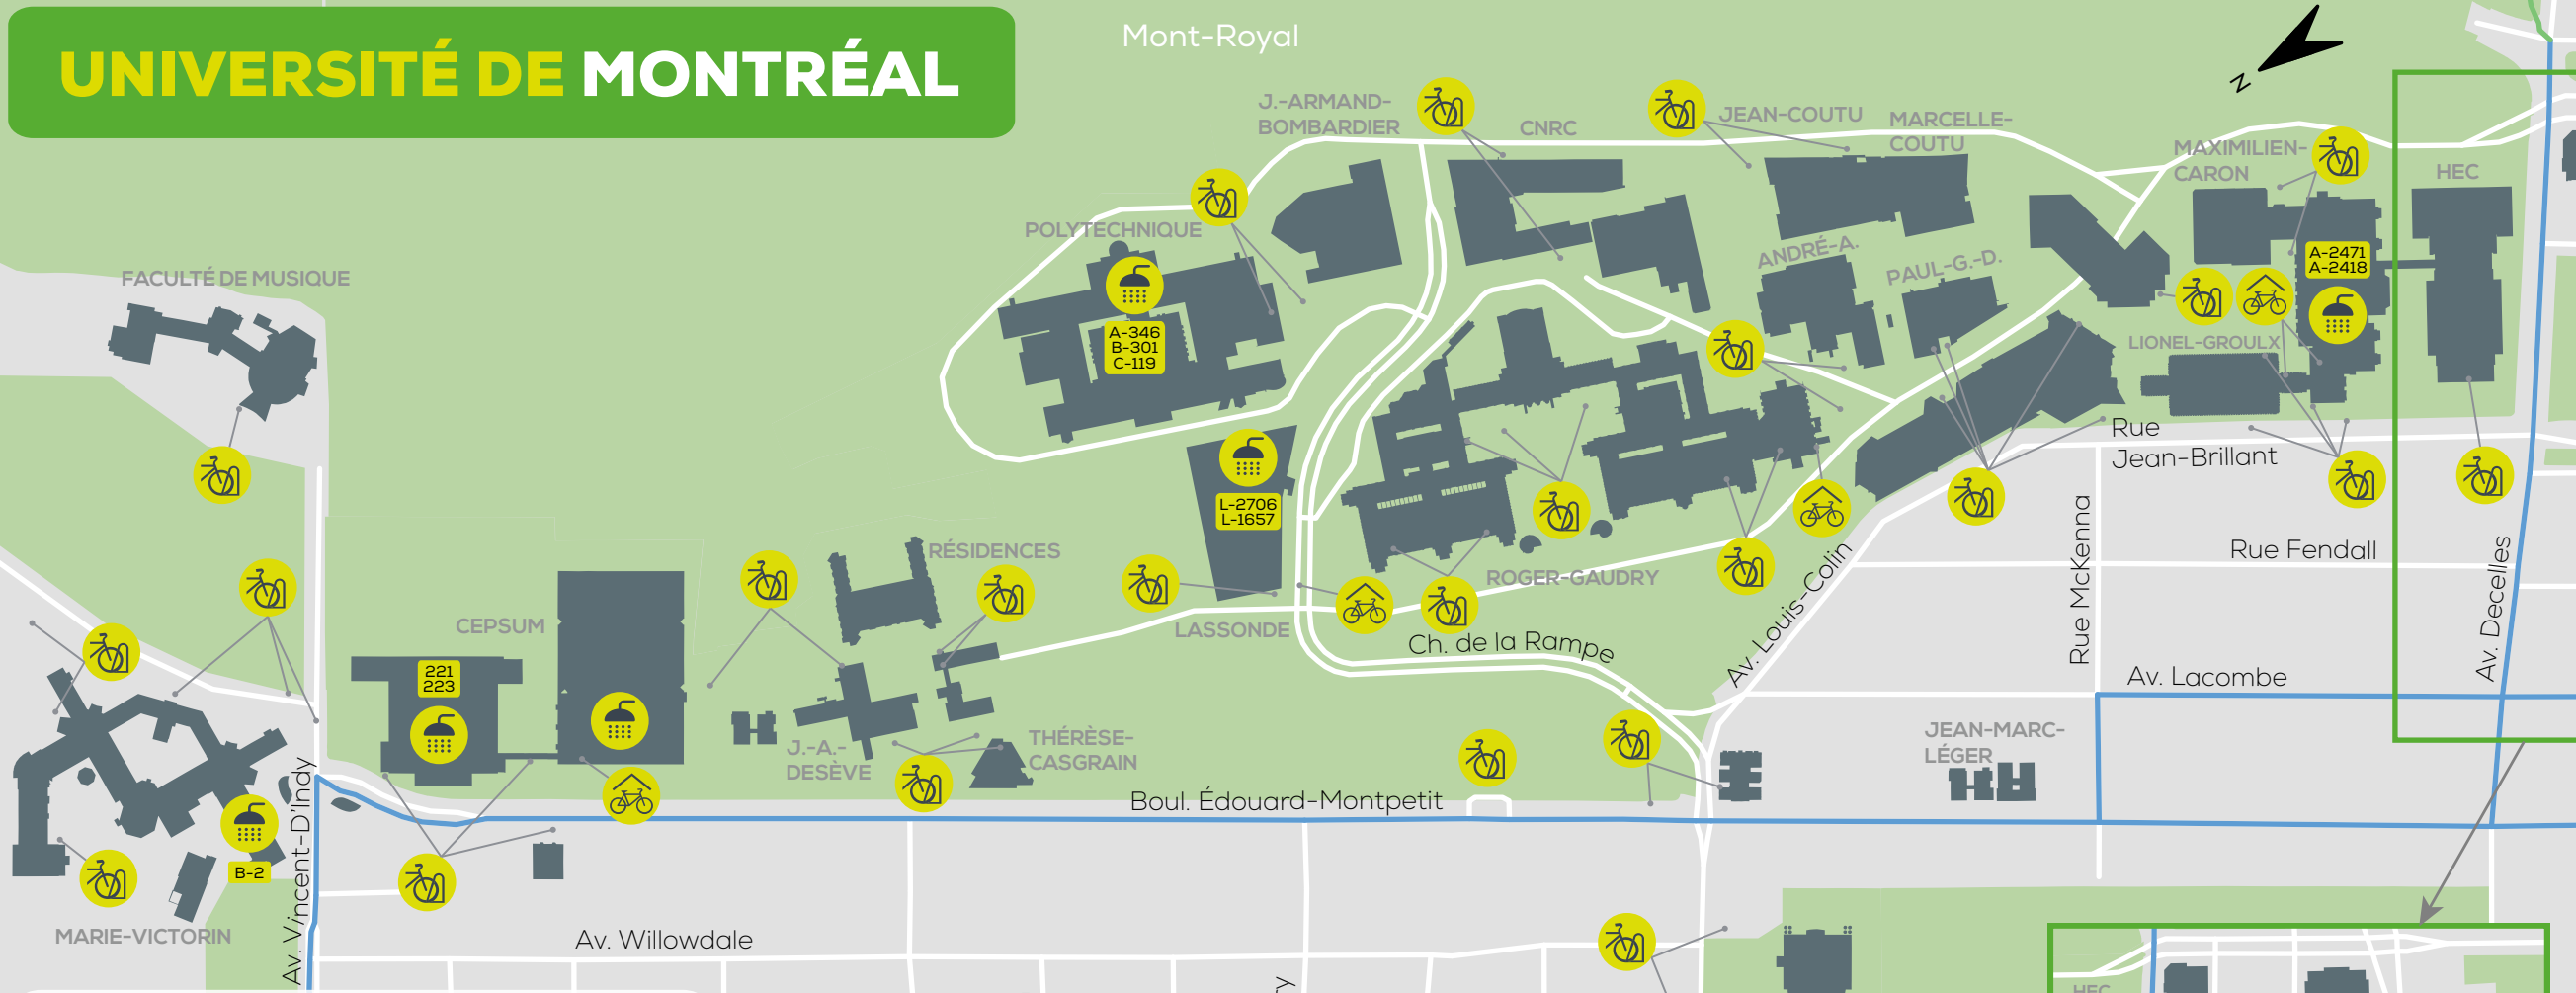 UNIVERSITÉ DE MONTRÉAL
Mont-Royal
N
J.-ARMAND-
BOMBARDIER
CNRC
JEAN-COUTU
MARCELLE-
COUTU
MAXIMILIEN-
CARON
HEC
POLYTECHNIQUE
FACULTÉ DE MUSIQUE
ANDRÉ-A.
PAUL-G.-D.
A-2471
A-2418
A-346
B-301
C-119
LIONEL-GROULX
Rue
Jean-Brillant
L-2706
L-1657
RÉSIDENCES
ROGER-GAUDRY
Rue Fendall
Rue McKenna
Av. Decelles
Av. Louis-Colin
CEPSUM
LASSONDE
Ch. de la Rampe
221
223
Av. Lacombe
J.-A.-
DESÈVE
THÉRÈSE-
CASGRAIN
JEAN-MARC-
LÉGER
Boul. Édouard-Montpetit
B-2
Av. Vincent-D'Indy
MARIE-VICTORIN
Av. Willowdale
HEC